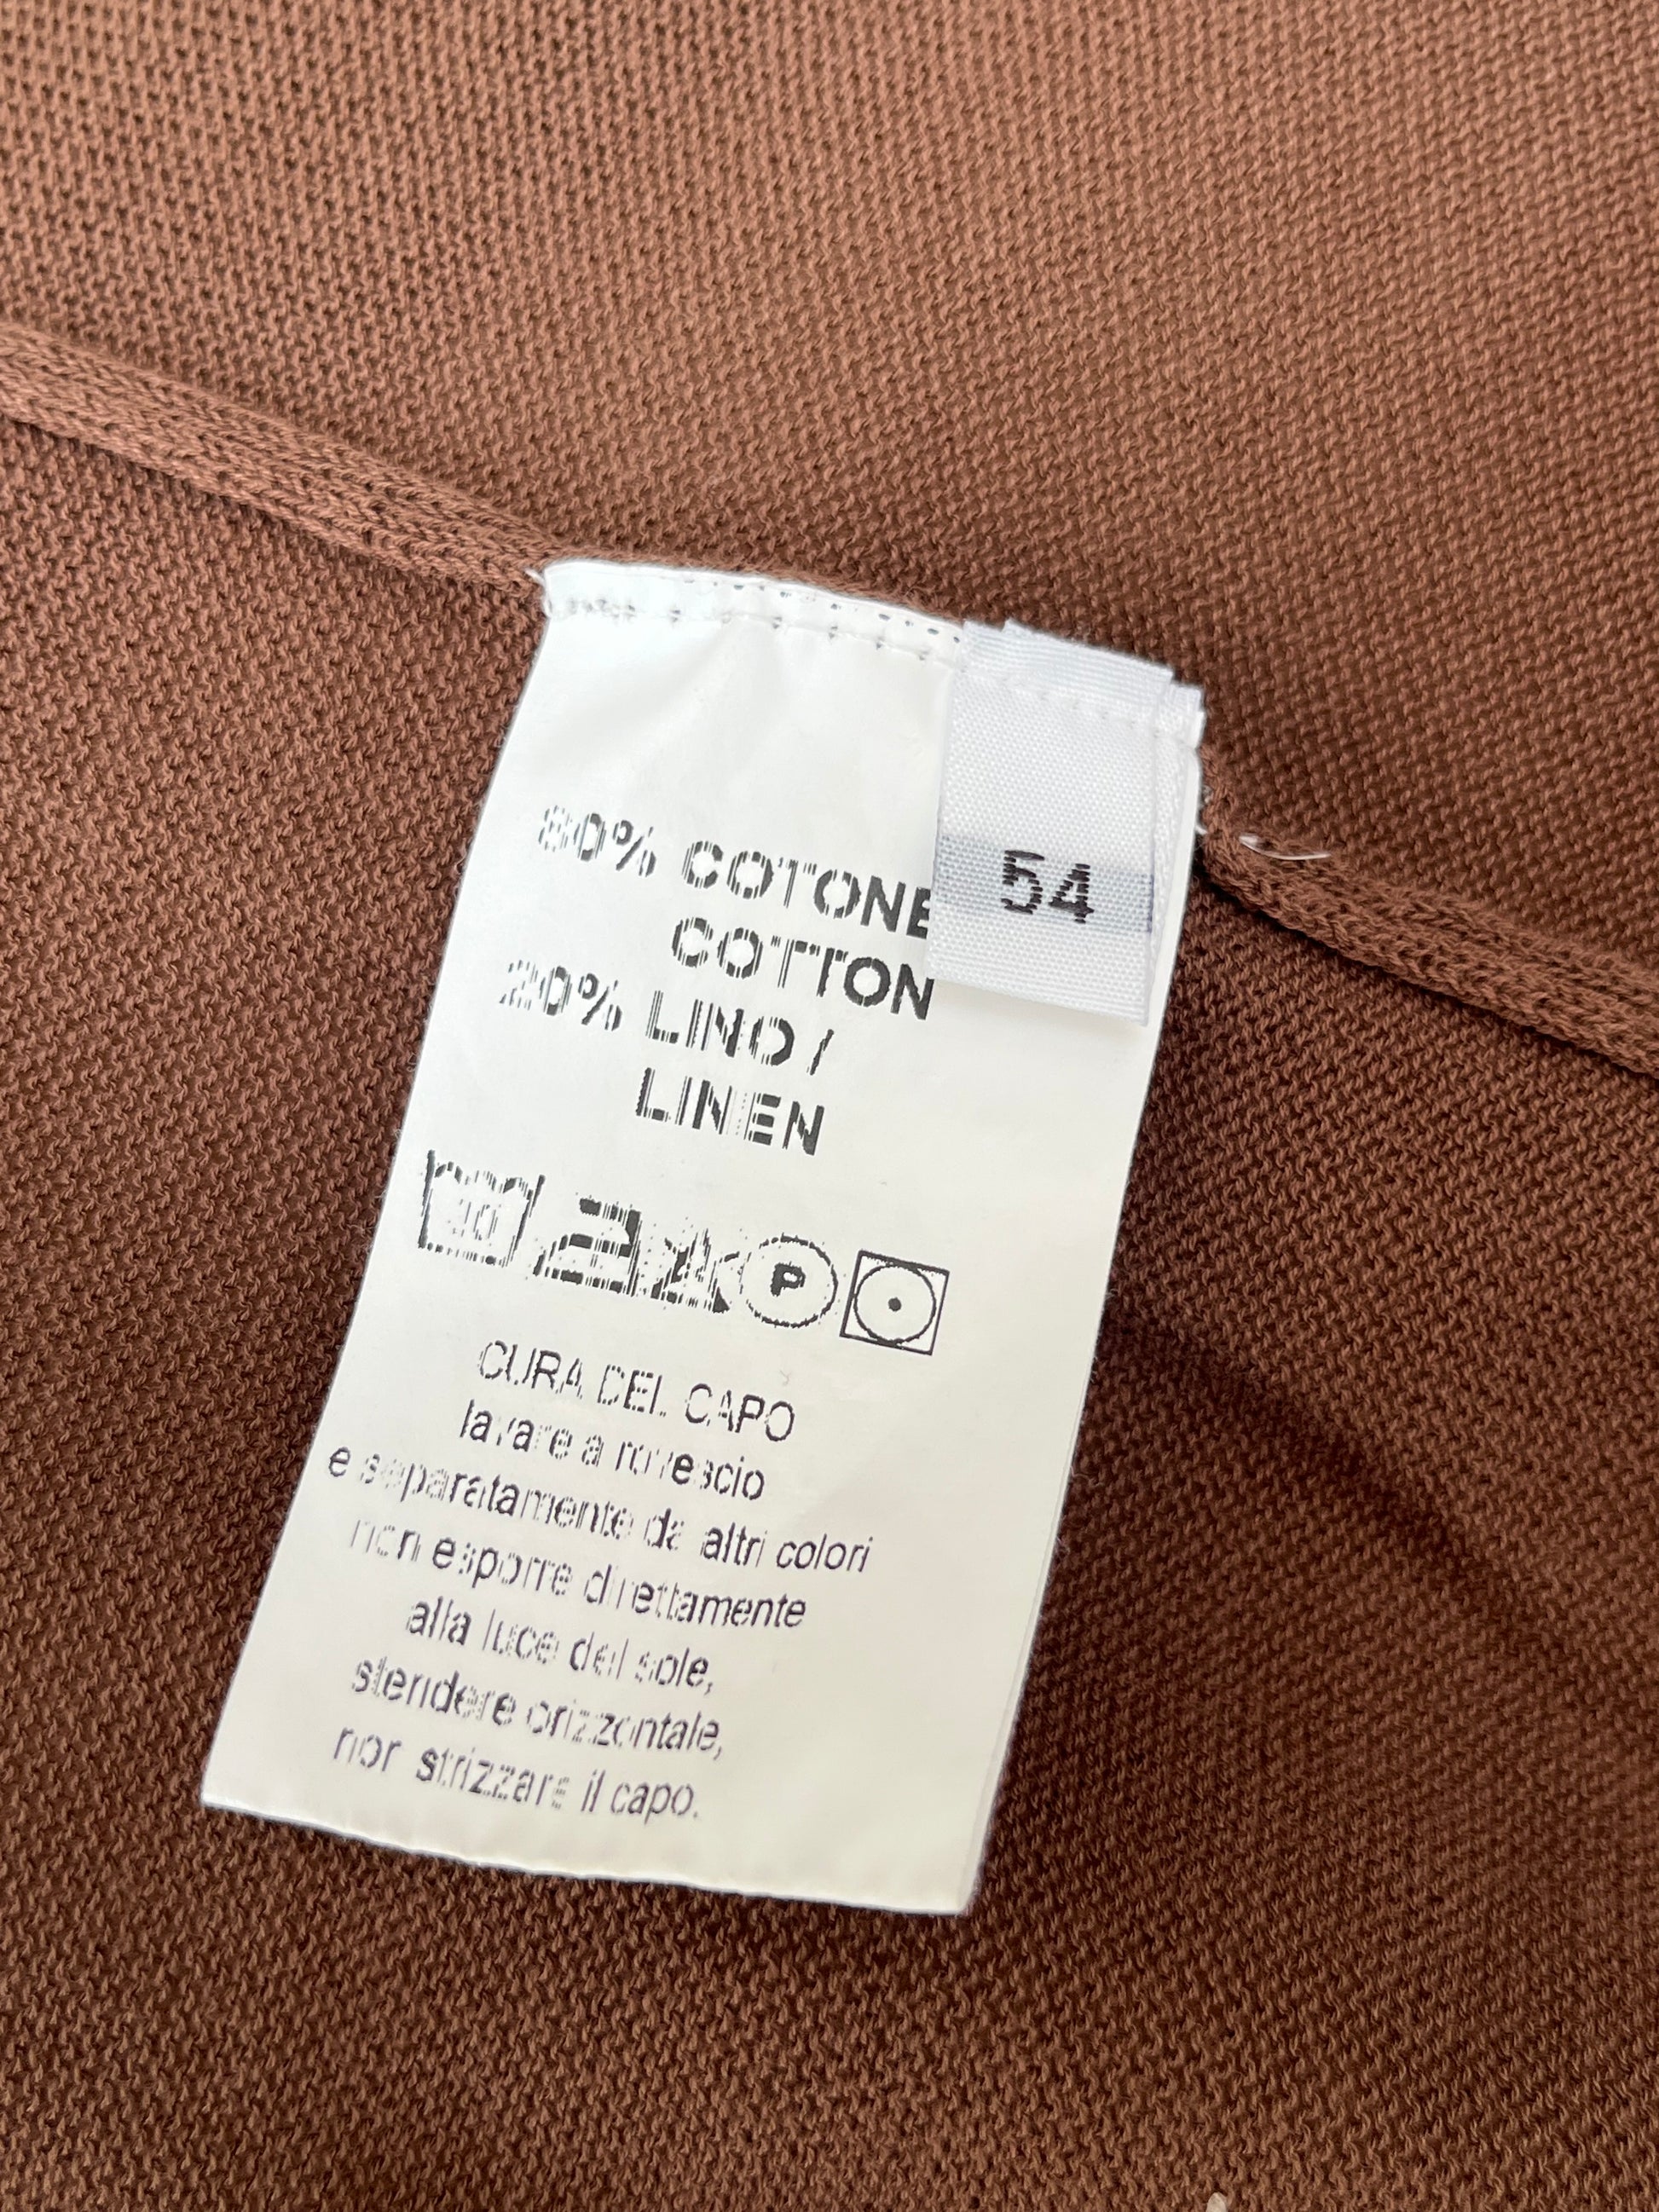 80% COTONE
COTTON
20% LINO /
LINEN
54
30
P
CURA DEL CAPO
lavare a rovescio
e separatamente da altri colori
non esporre direttamente
alla luce del sole,
stendere orizzontale,
non strizzare il capo.